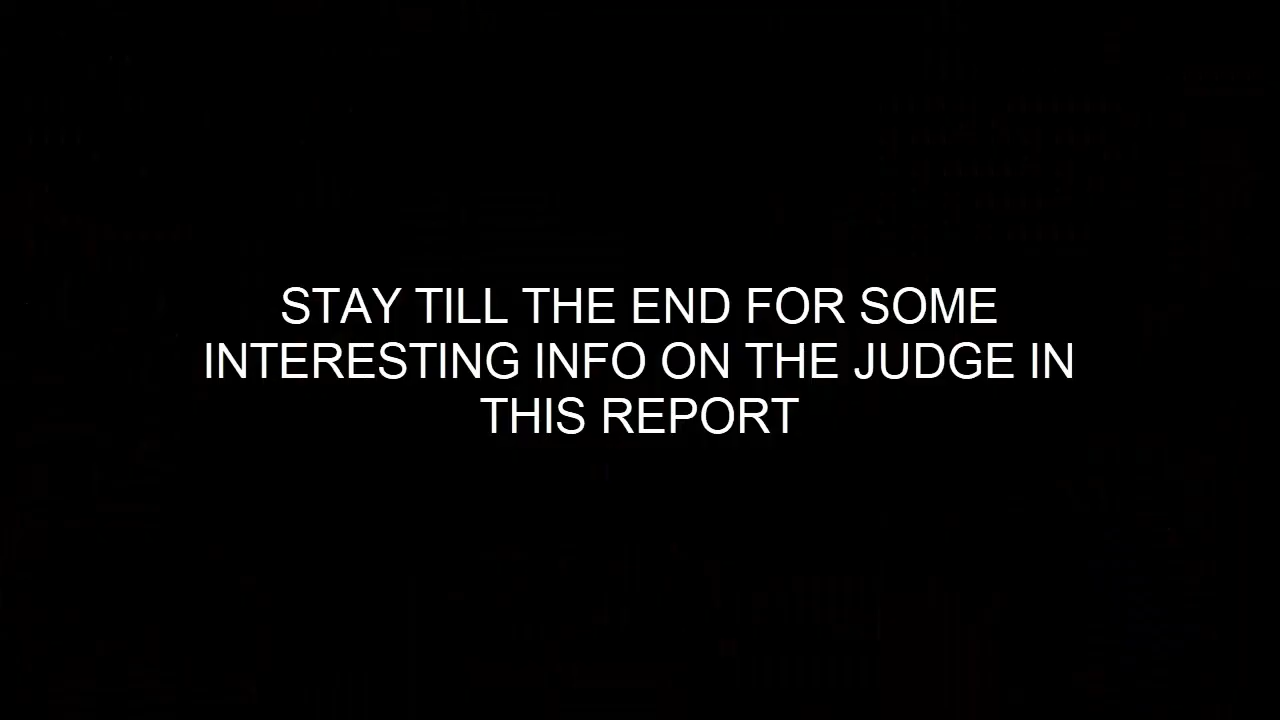 STAY TILL THE END FOR SOME
INTERESTING INFO ON THE JUDGE IN
THIS REPORT